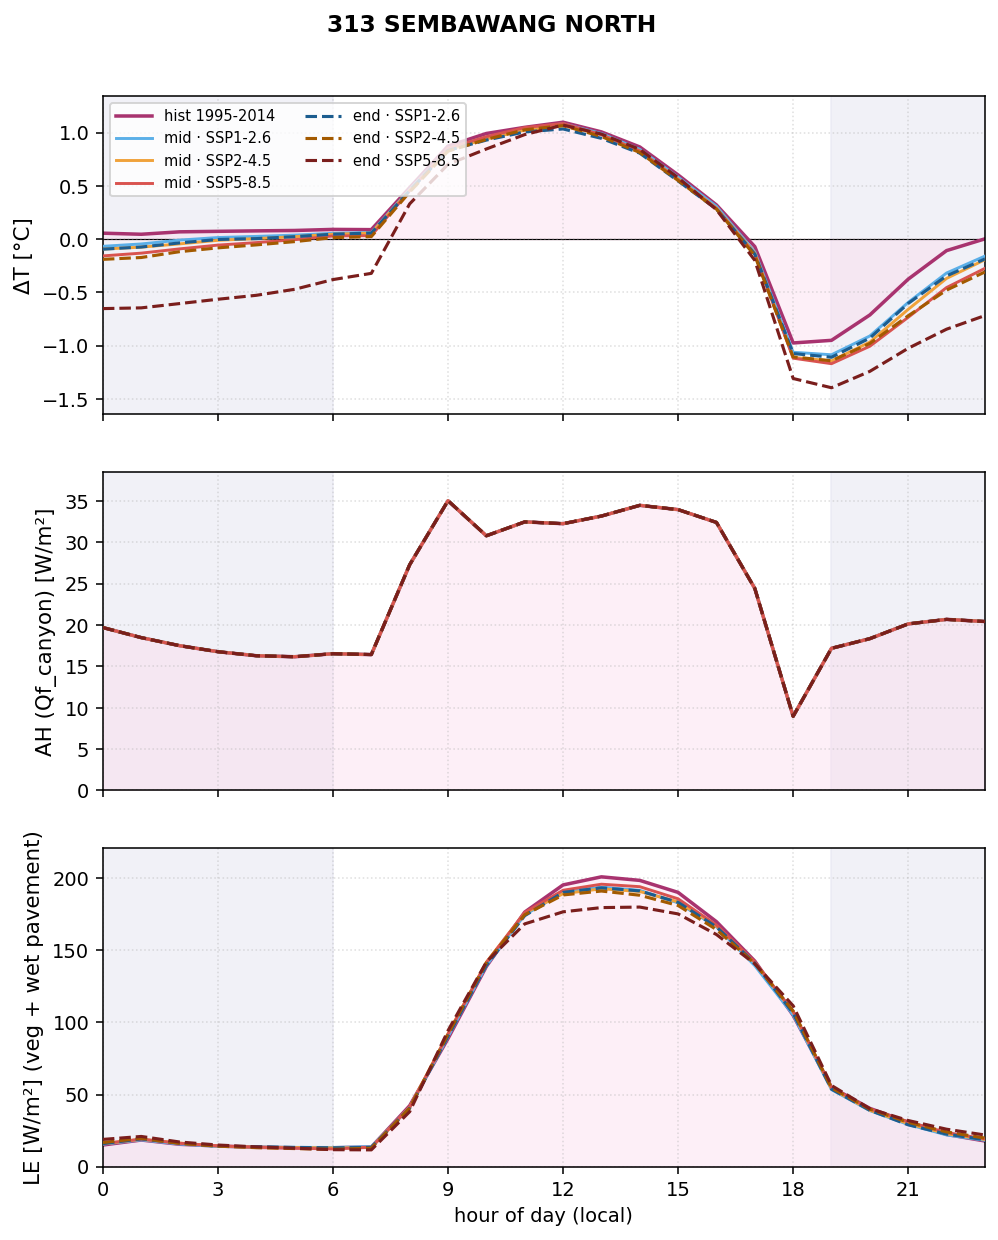 313 SEMBAWANG NORTH
hist 1995-2014
mid · SSP1-2.6
mid · SSP2-4.5
mid · SSP5-8.5
end · SSP1-2.6
end · SSP2-4.5
end · SSP5-8.5
ΔT [°C]
1.0
0.5
0.0
−0.5
−1.0
−1.5
AH (Qf_canyon) [W/m²]
35
30
25
20
15
10
5
0
LE [W/m²] (veg + wet pavement)
200
150
100
50
0
0 3 6 9 12 15 18 21
hour of day (local)